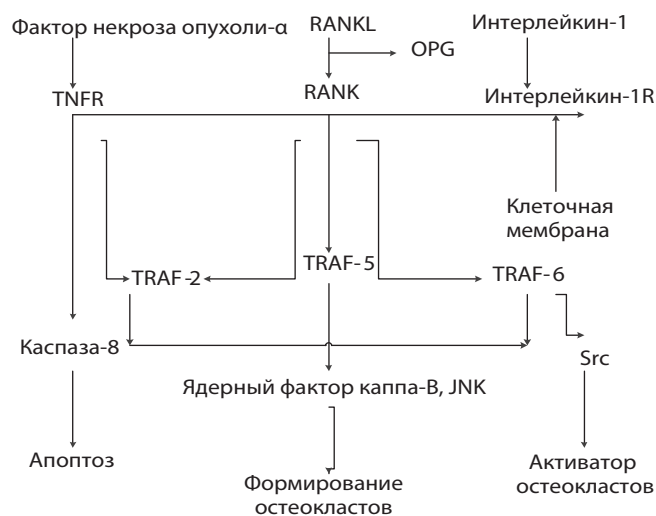 Фактор некроза опухоли-α
RANKL
Интерлейкин-1
OPG
TNFR
RANK
Интерлейкин-1R
Клеточная
мембрана
TRAF-2
TRAF-5
TRAF-6
Каспаза-8
Src
Ядерный фактор каппа-В, JNK
Апоптоз
Формирование
остеокластов
Активатор
остеокластов